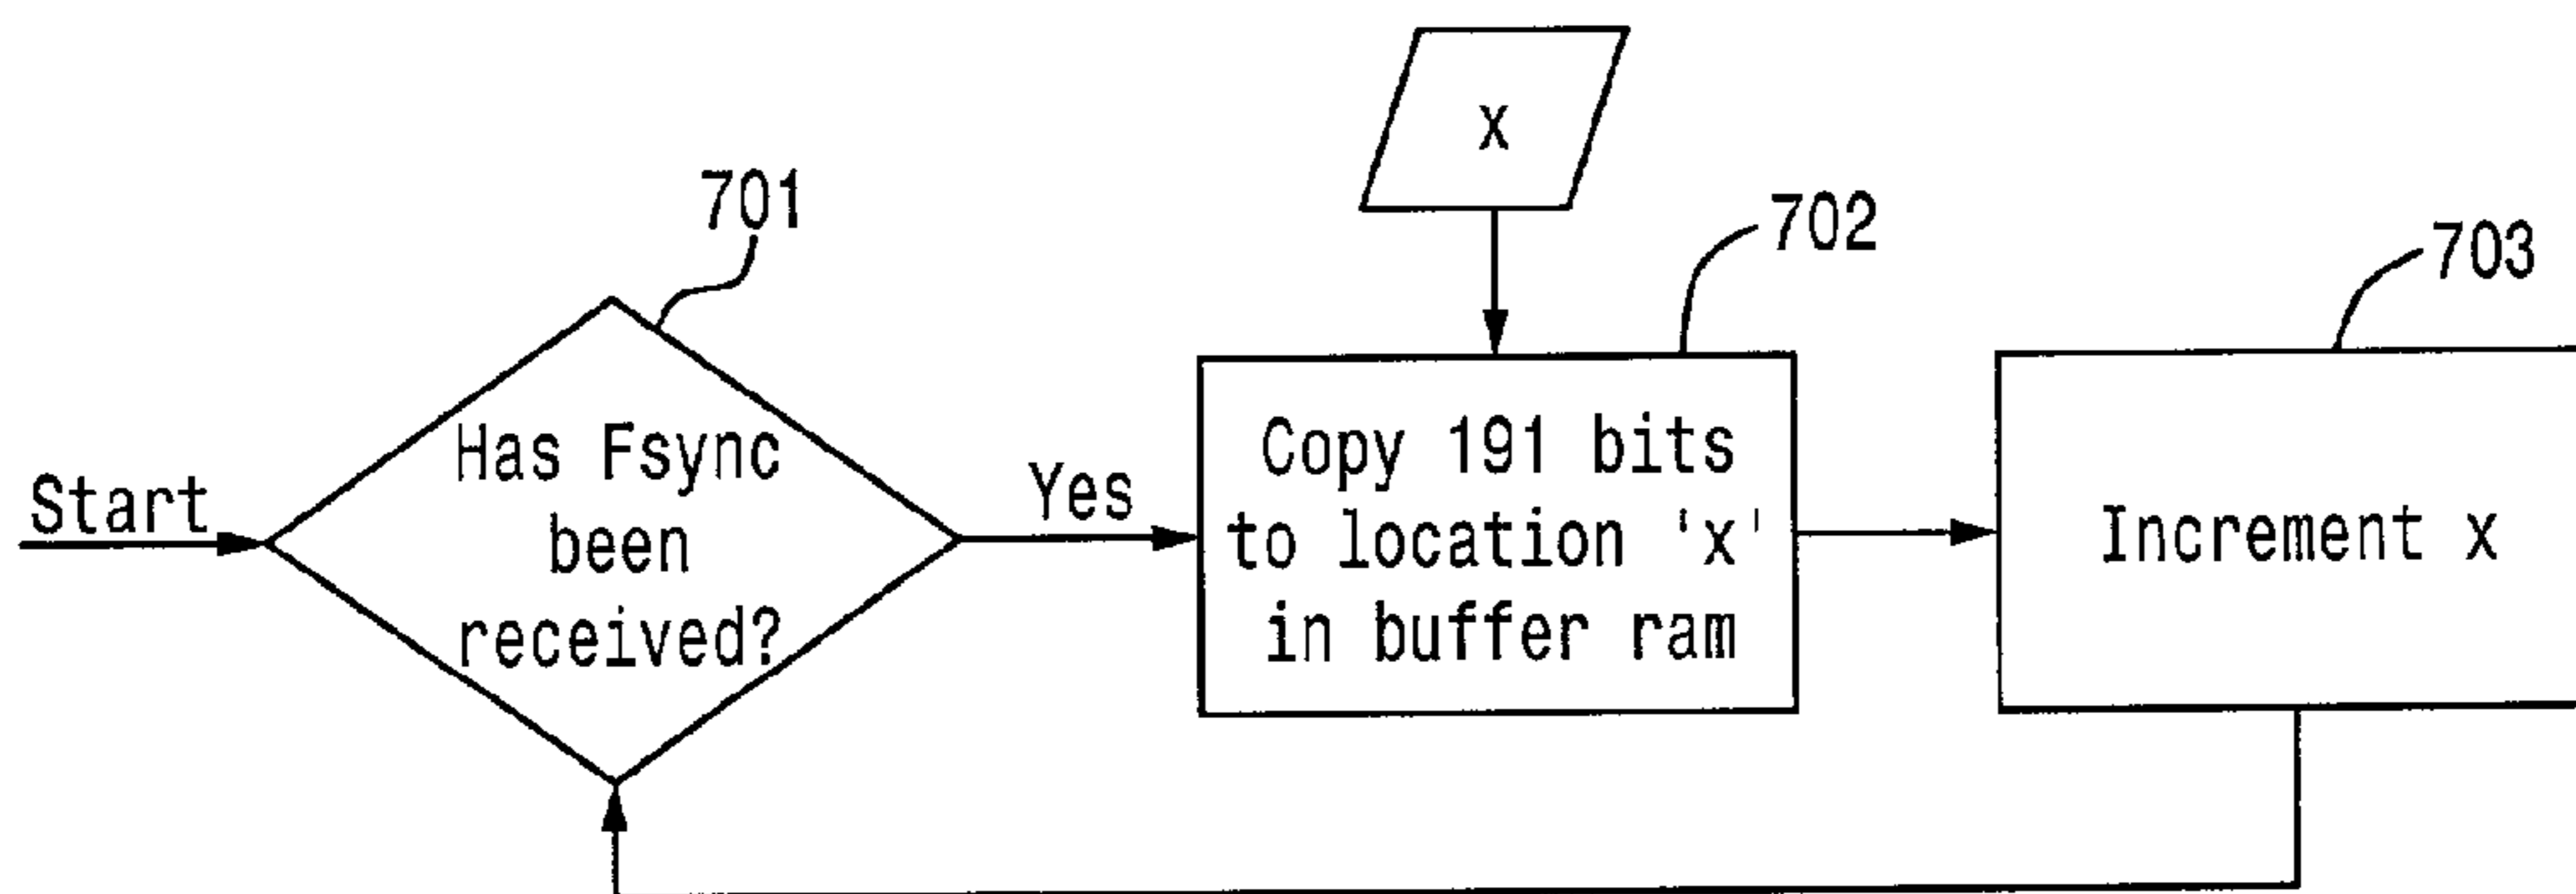 x
701
702
703
Start
Has Fsync
been
received?
Yes
Copy 191 bits
to location 'x'
in buffer ram
Increment x